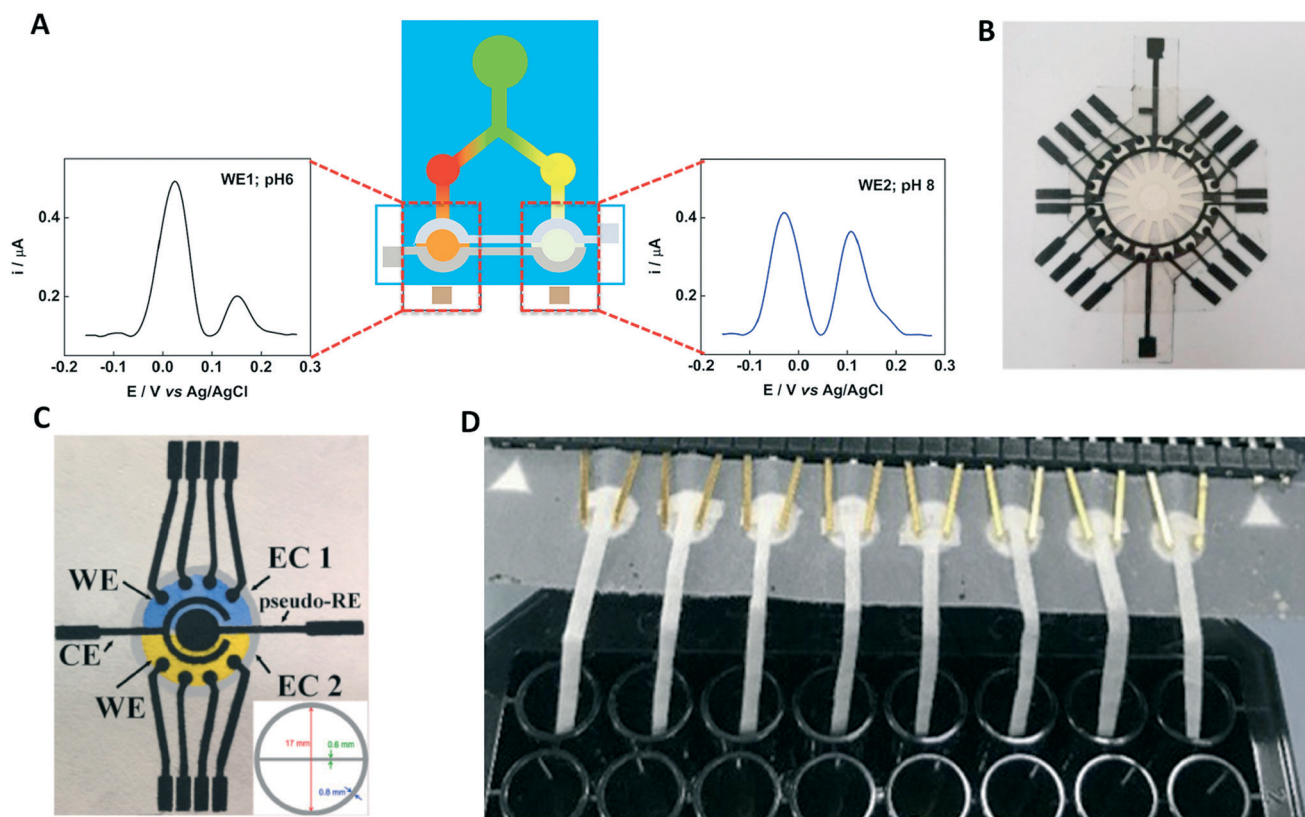 A
B
WE1; pH6
i / µA
0.4
0.2
-0.2
-0.1
0.0
0.1
0.2
0.3
E / V vs Ag/AgCl
WE2; pH 8
i / µA
0.4
0.2
-0.2
-0.1
0.0
0.1
0.2
0.3
E / V vs Ag/AgCl
C
WE
EC 1
pseudo-RE
CE
WE
EC 2
17 mm
0.8 mm
0.8 mm
D